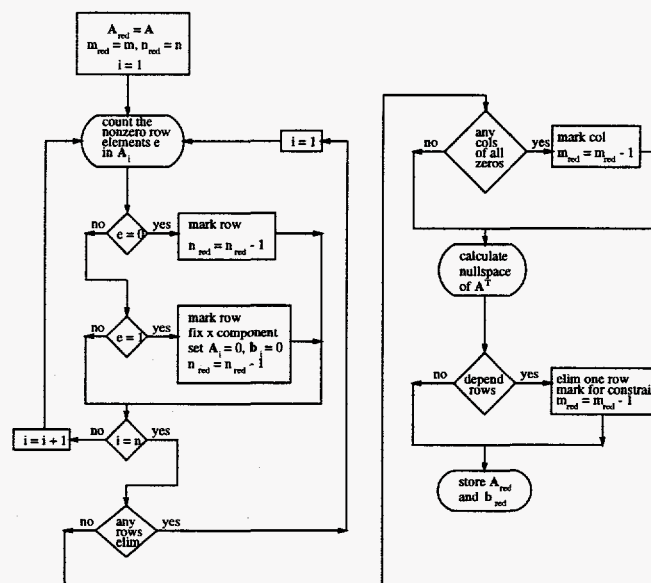 A_red = A
m_red = m, n_red = n
i = 1
count the
nonzero row
elements e
in A_i
i = 1
no
e = 0
yes
mark row
n_red = n_red - 1
no
e = 1
yes
mark row
fix x component
set A_i = 0, b_i = 0
n_red = n_red - 1
i = i + 1
no
i = n
yes
no
any
rows
elim
yes
no
any
cols
of all
zeros
yes
mark col
m_red = m_red - 1
calculate
nullspace
of A^T
no
depend
rows
yes
elim one row
mark for constrai
m_red = m_red - 1
store A_red
and b_red